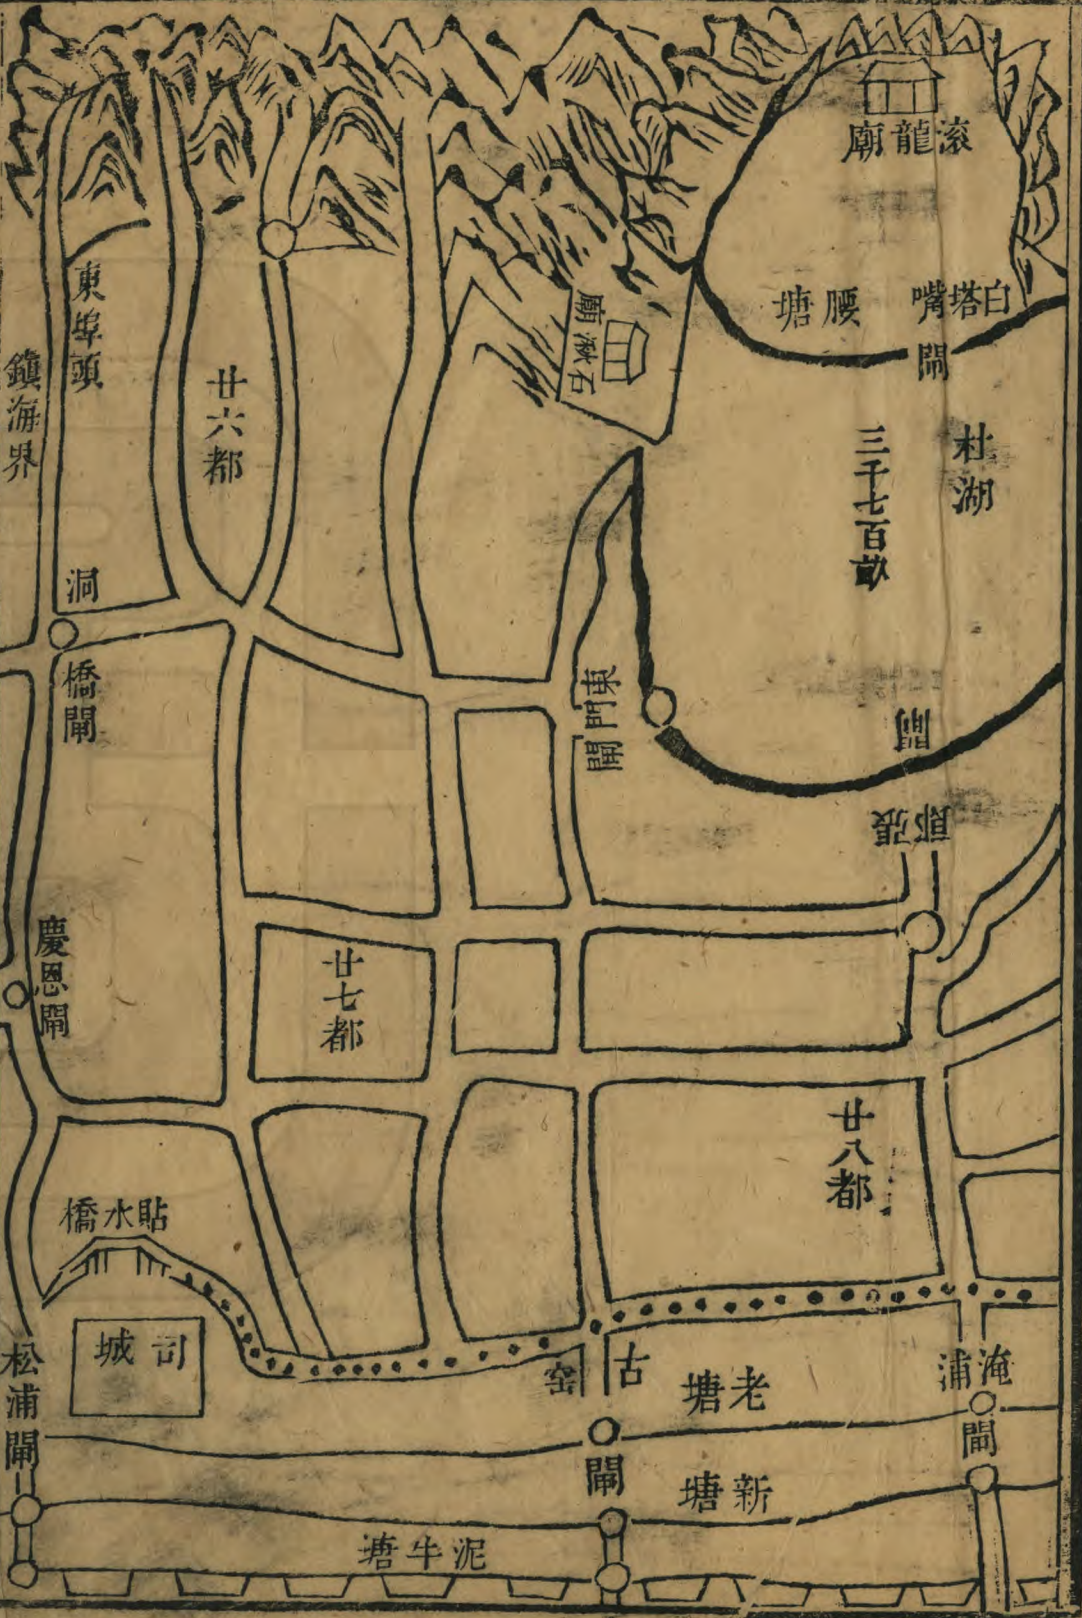 滚龍廟
白塔嘴
閘
腰塘
石湫廟
杜湖
三千七百畝
東埠頭
鎮海界
廿六都
洞橋閘
東門閘
張郎
閘
慶恩閘
廿七都
廿八都
貼水橋
司城
松浦閘
古窑
閘
老塘
淹浦
閘
新塘
泥牛塘